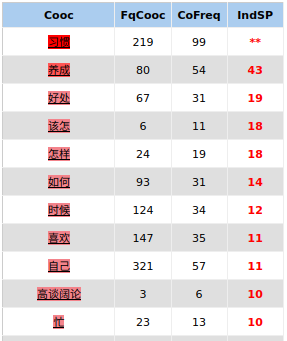 Cooc FqCooc CoFreq IndSP
习惯 219 99 **
养成 80 54 43
好处 67 31 19
该怎 6 11 18
怎样 24 19 18
如何 93 31 14
时候 124 34 12
喜欢 147 35 11
自己 321 57 11
高谈阔论 3 6 10
忙 23 13 10